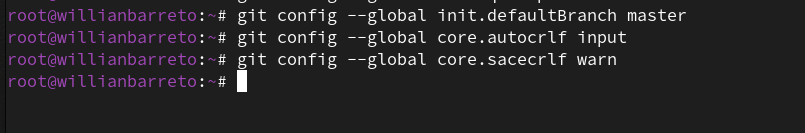 root@willianbarreto:~# git config --global init.defaultBranch master
root@willianbarreto:~# git config --global core.autocrlf input
root@willianbarreto:~# git config --global core.sacecrlf warn
root@willianbarreto:~#